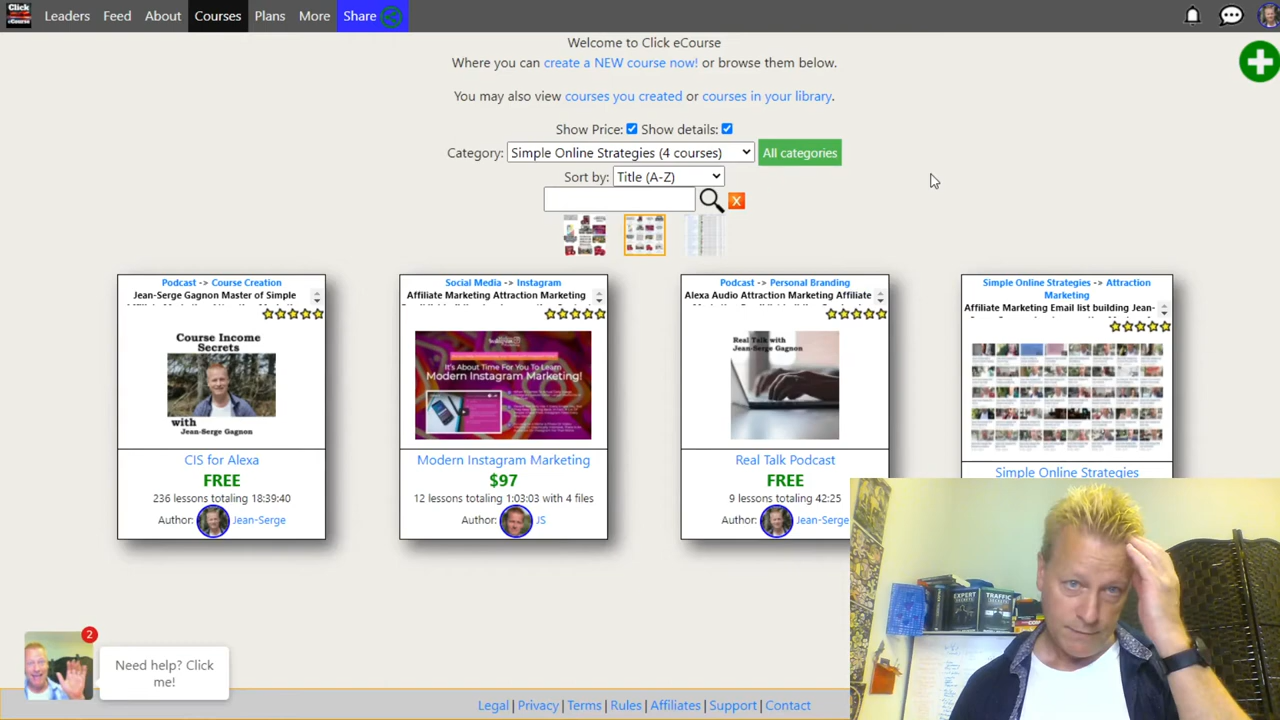 Click
eCourse
Leaders Feed About Courses Plans More Share
Welcome to Click eCourse
Where you can create a NEW course now! or browse them below.
You may also view courses you created or courses in your library.
Show Price: Show details:
Category: Simple Online Strategies (4 courses) All categories
Sort by: Title (A-Z)
X
Podcast -> Course Creation
Jean-Serge Gagnon Master of Simple
Course Income
Secrets
with
Jean-Serge Gagnon
CIS for Alexa
FREE
236 lessons totaling 18:39:40
Author: Jean-Serge
Social Media -> Instagram
Affiliate Marketing Attraction Marketing
It's About Time For You To Learn
Modern Instagram Marketing!
Modern Instagram Marketing
$97
12 lessons totaling 1:03:03 with 4 files
Author: JS
Podcast -> Personal Branding
Alexa Audio Attraction Marketing Affiliate
Real Talk with
Jean-Serge Gagnon
Real Talk Podcast
FREE
9 lessons totaling 42:25
Author: Jean-Serge
Simple Online Strategies -> Attraction
Marketing
Affiliate Marketing Email list building Jean-
Simple Online Strategies
EXPERT
SECRETS
TRAFFIC
SECRETS
2
Need help? Click
me!
Legal | Privacy | Terms | Rules | Affiliates | Support | Contact